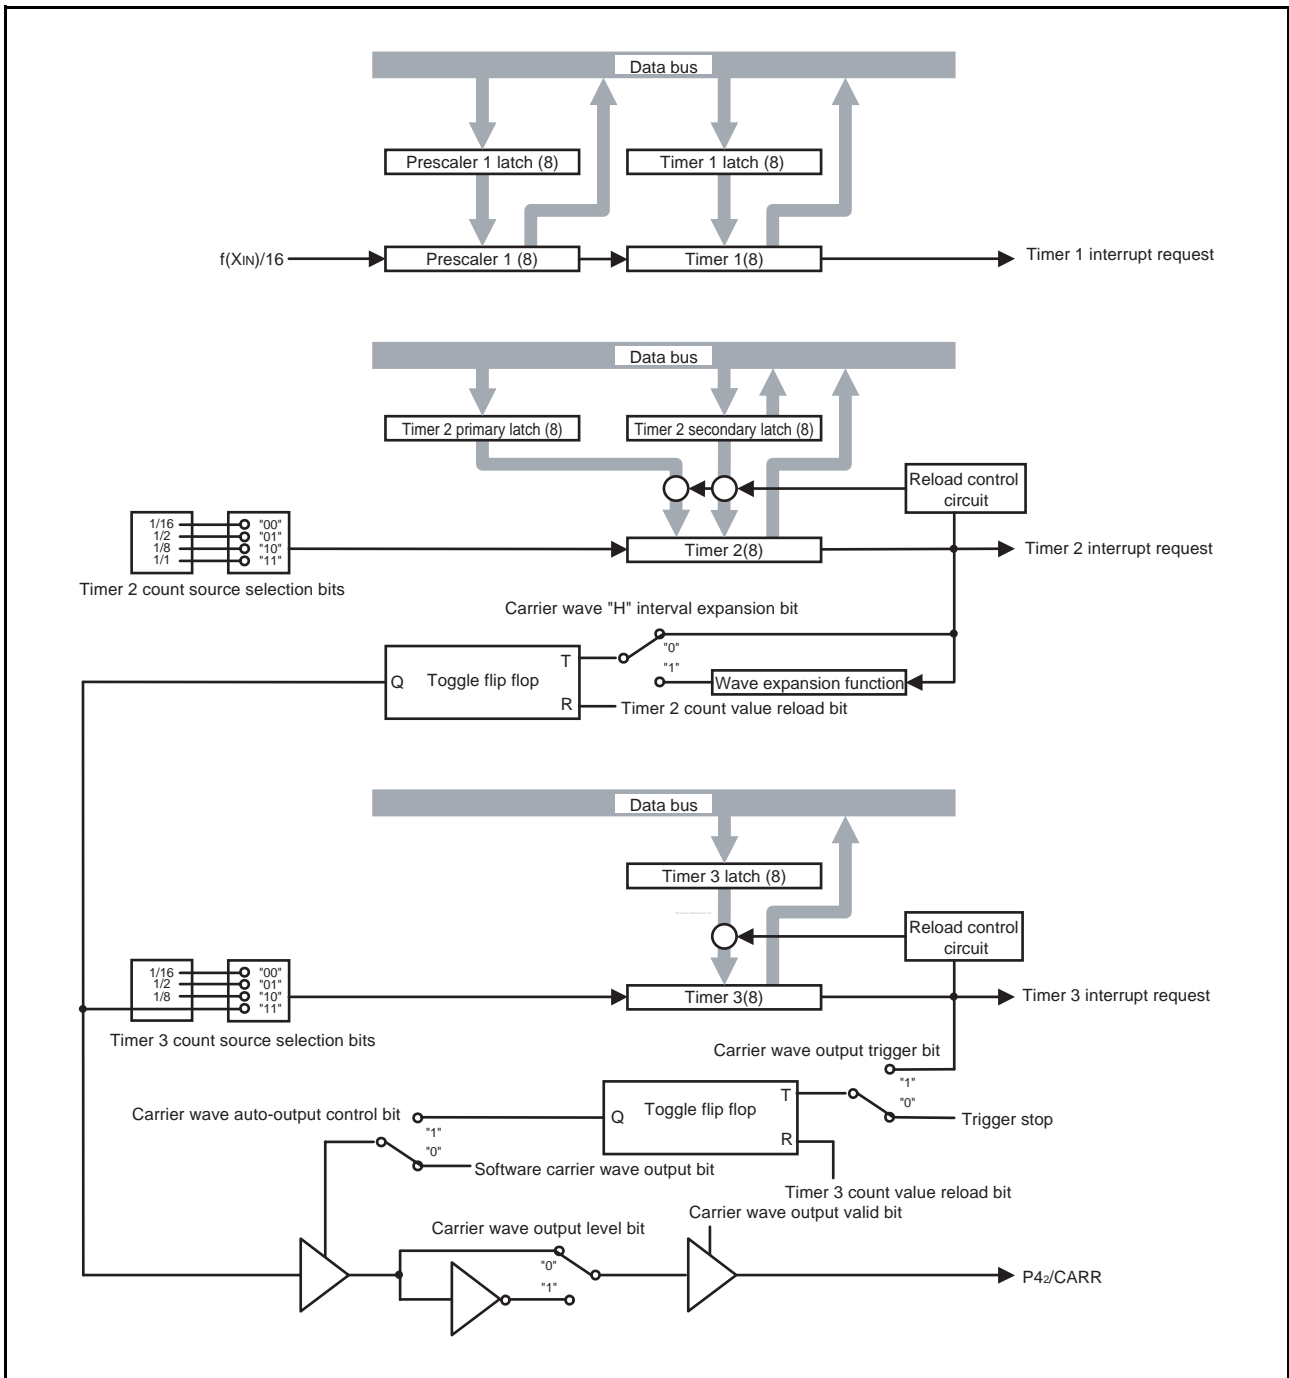 Data bus
Prescaler 1 latch (8)
Timer 1 latch (8)
f(XIN)/16
Prescaler 1 (8)
Timer 1(8)
Timer 1 interrupt request
Data bus
Timer 2 primary latch (8)
Timer 2 secondary latch (8)
Reload control
circuit
1/16
1/2
1/8
1/1
"00"
"01"
"10"
"11"
Timer 2(8)
Timer 2 interrupt request
Timer 2 count source selection bits
Carrier wave "H" interval expansion bit
"0"
"1"
Q
Toggle flip flop
T
R
Wave expansion function
Timer 2 count value reload bit
Data bus
Timer 3 latch (8)
Reload control
circuit
1/16
1/2
1/8
"00"
"01"
"10"
"11"
Timer 3(8)
Timer 3 interrupt request
Timer 3 count source selection bits
Carrier wave output trigger bit
"1"
"0"
Trigger stop
Carrier wave auto-output control bit
"1"
"0"
Q
Toggle flip flop
T
R
Software carrier wave output bit
Timer 3 count value reload bit
Carrier wave output valid bit
Carrier wave output level bit
"0"
"1"
P42/CARR